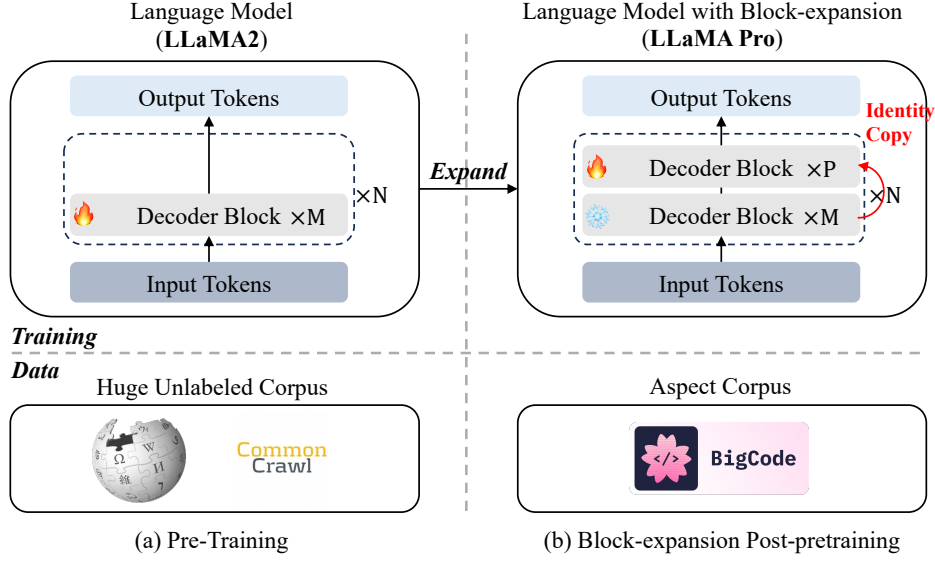 Language Model
(LLaMA2)
Output Tokens
Decoder Block ×M
×N
Input Tokens
Expand
Language Model with Block-expansion
(LLaMA Pro)
Output Tokens
Identity
Copy
Decoder Block ×P
Decoder Block ×M
×N
Input Tokens
Training
Data
Huge Unlabeled Corpus
Ω
W
И
維
Common
Crawl
Aspect Corpus
</>
BigCode
(a) Pre-Training
(b) Block-expansion Post-pretraining